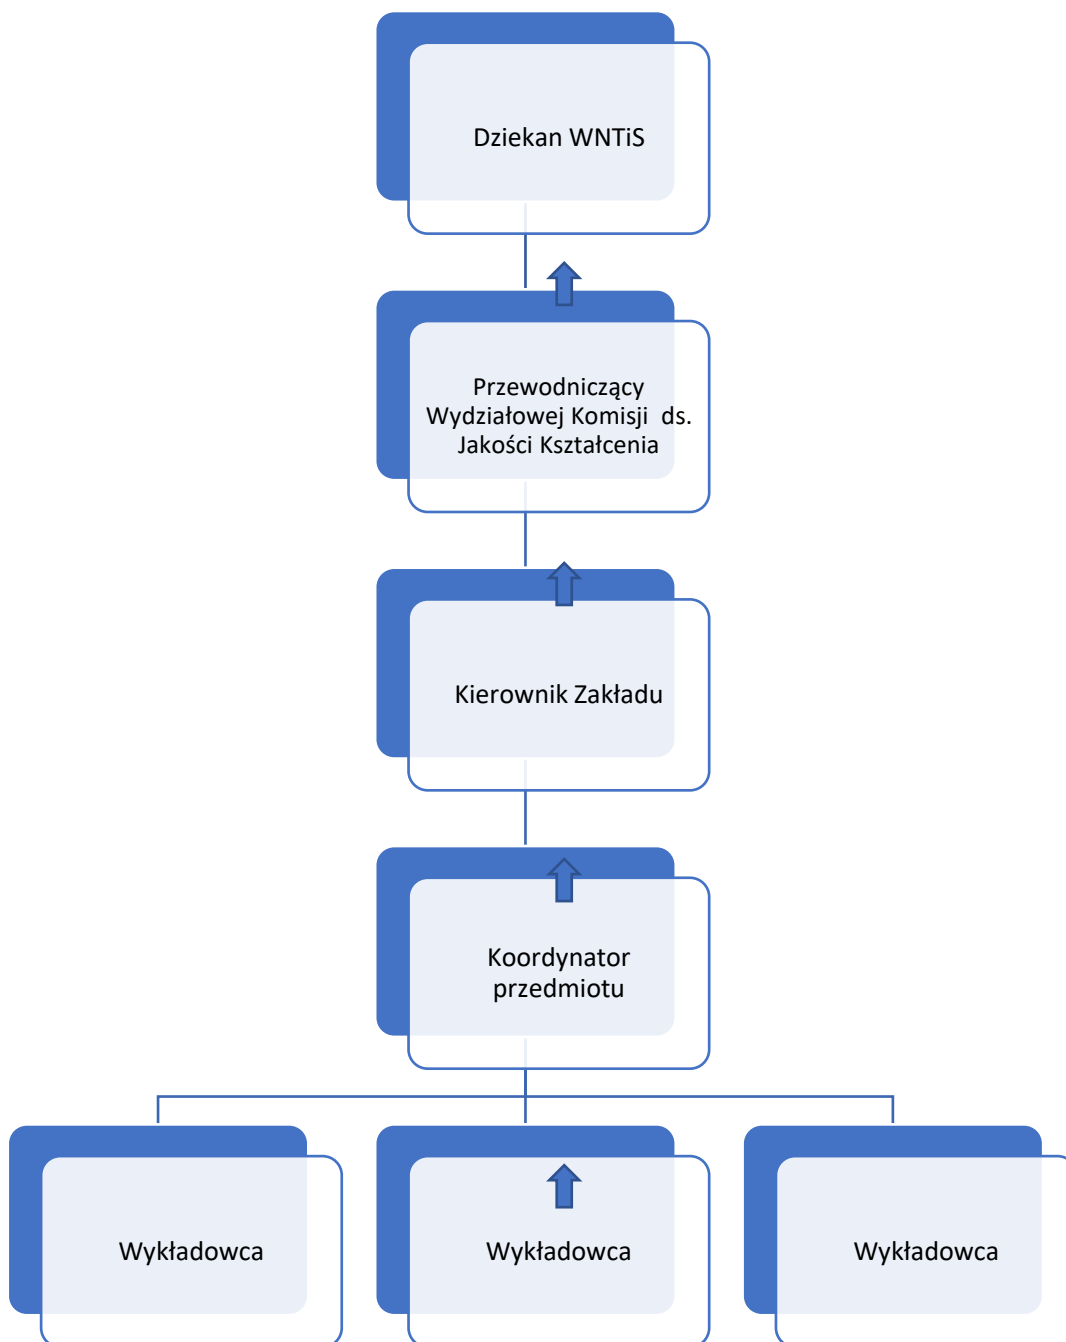 Dziekan WNTiS
Przewodniczący
Wydziałowej Komisji  ds.
Jakości Kształcenia
Kierownik Zakładu
Koordynator
przedmiotu
Wykładowca
Wykładowca
Wykładowca